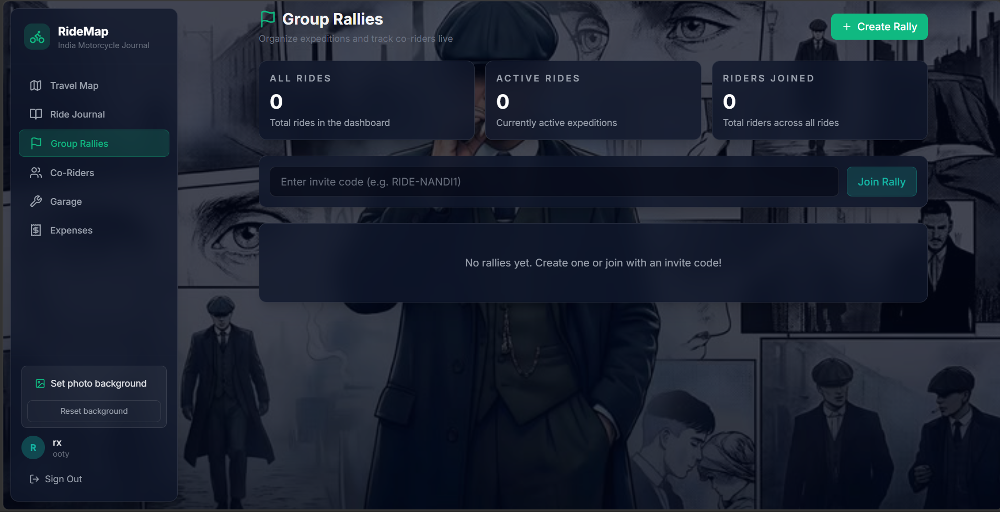 RideMap
India Motorcycle Journal
Travel Map
Ride Journal
Group Rallies
Co-Riders
Garage
Expenses
Set photo background
Reset background
R
rx
ooty
Sign Out
Group Rallies
Organize expeditions and track co-riders live
+ Create Rally
ALL RIDES
0
Total rides in the dashboard
ACTIVE RIDES
0
Currently active expeditions
RIDERS JOINED
0
Total riders across all rides
Enter invite code (e.g. RIDE-NANDI1)
Join Rally
No rallies yet. Create one or join with an invite code!